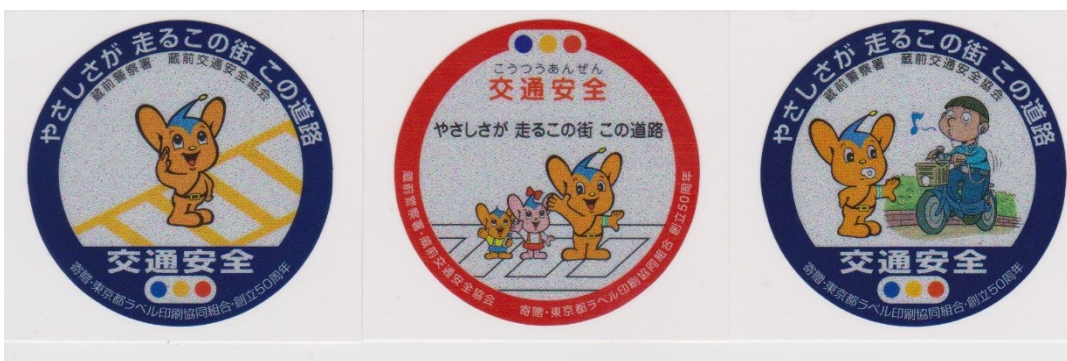 やさしさが 走るこの街 この道路
蔵前警察署 蔵前交通安全協会
交通安全
寄贈・東京都ラベル印刷協同組合・創立50周年
こうつうあんぜん
交通安全
やさしさが 走るこの街 この道路
蔵前警察署・蔵前交通安全協会
寄贈・東京都ラベル印刷協同組合・創立50周年
やさしさが 走るこの街 この道路
蔵前警察署 蔵前交通安全協会
交通安全
寄贈・東京都ラベル印刷協同組合・創立50周年